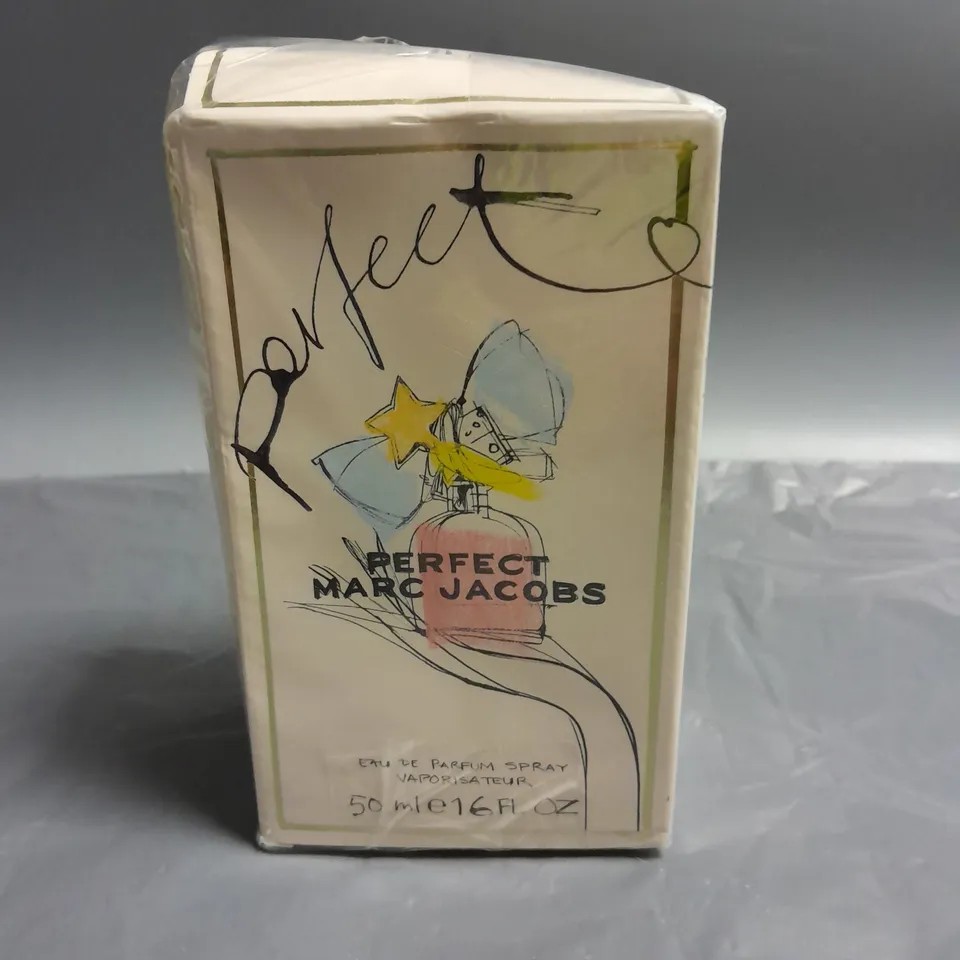 perfect
PERFECT
MARC JACOBS
EAU DE PARFUM SPRAY
VAPORISATEUR
50 ml e 1.6 Fl OZ